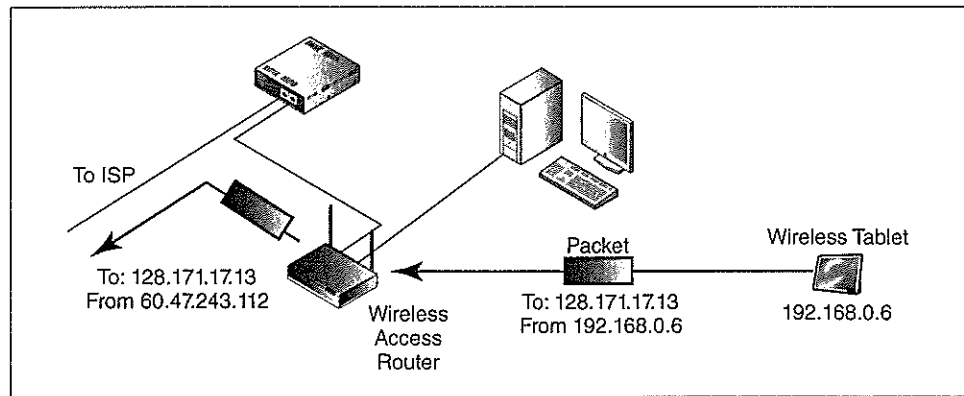 To ISP
To: 128.171.17.13
From 60.47.243.112
Wireless
Access
Router
Packet
To: 128.171.17.13
From 192.168.0.6
Wireless Tablet
192.168.0.6